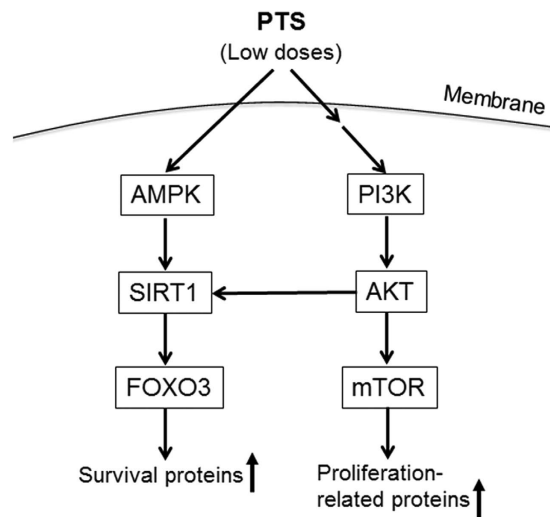 PTS
(Low doses)
Membrane
AMPK
PI3K
SIRT1
AKT
FOXO3
mTOR
Survival proteins
Proliferation-
related proteins